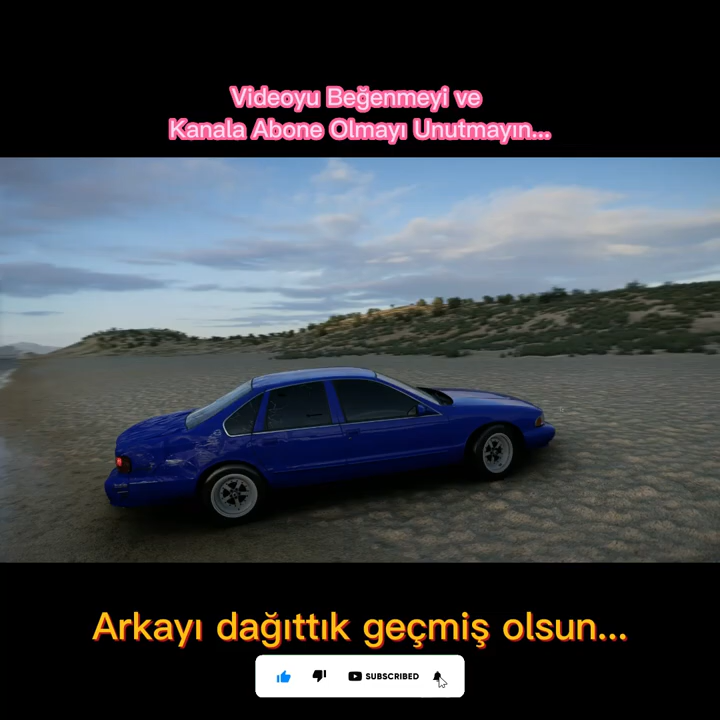 Videoyu Beğenmeyi ve
Kanala Abone Olmayı Unutmayın...
Arkayı dağıttık geçmiş olsun...
SUBSCRIBED